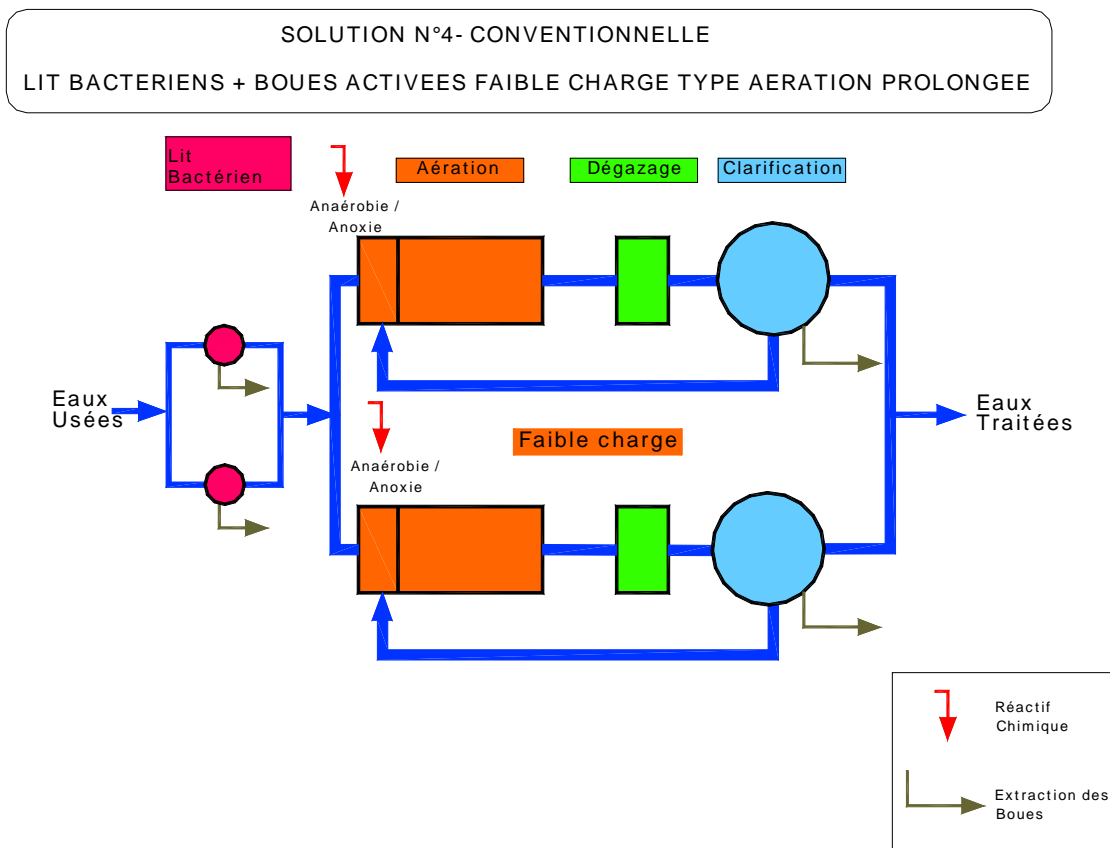 SOLUTION N°4- CONVENTIONNELLE
LIT BACTERIENS + BOUES ACTIVEES FAIBLE CHARGE TYPE AERATION PROLONGEE
Lit
Bactérien
Aération
Dégazage
Clarification
Anaérobie /
Anoxie
Eaux
Usées
Faible charge
Eaux
Traitées
Anaérobie /
Anoxie
Réactif
Chimique
Extraction des
Boues